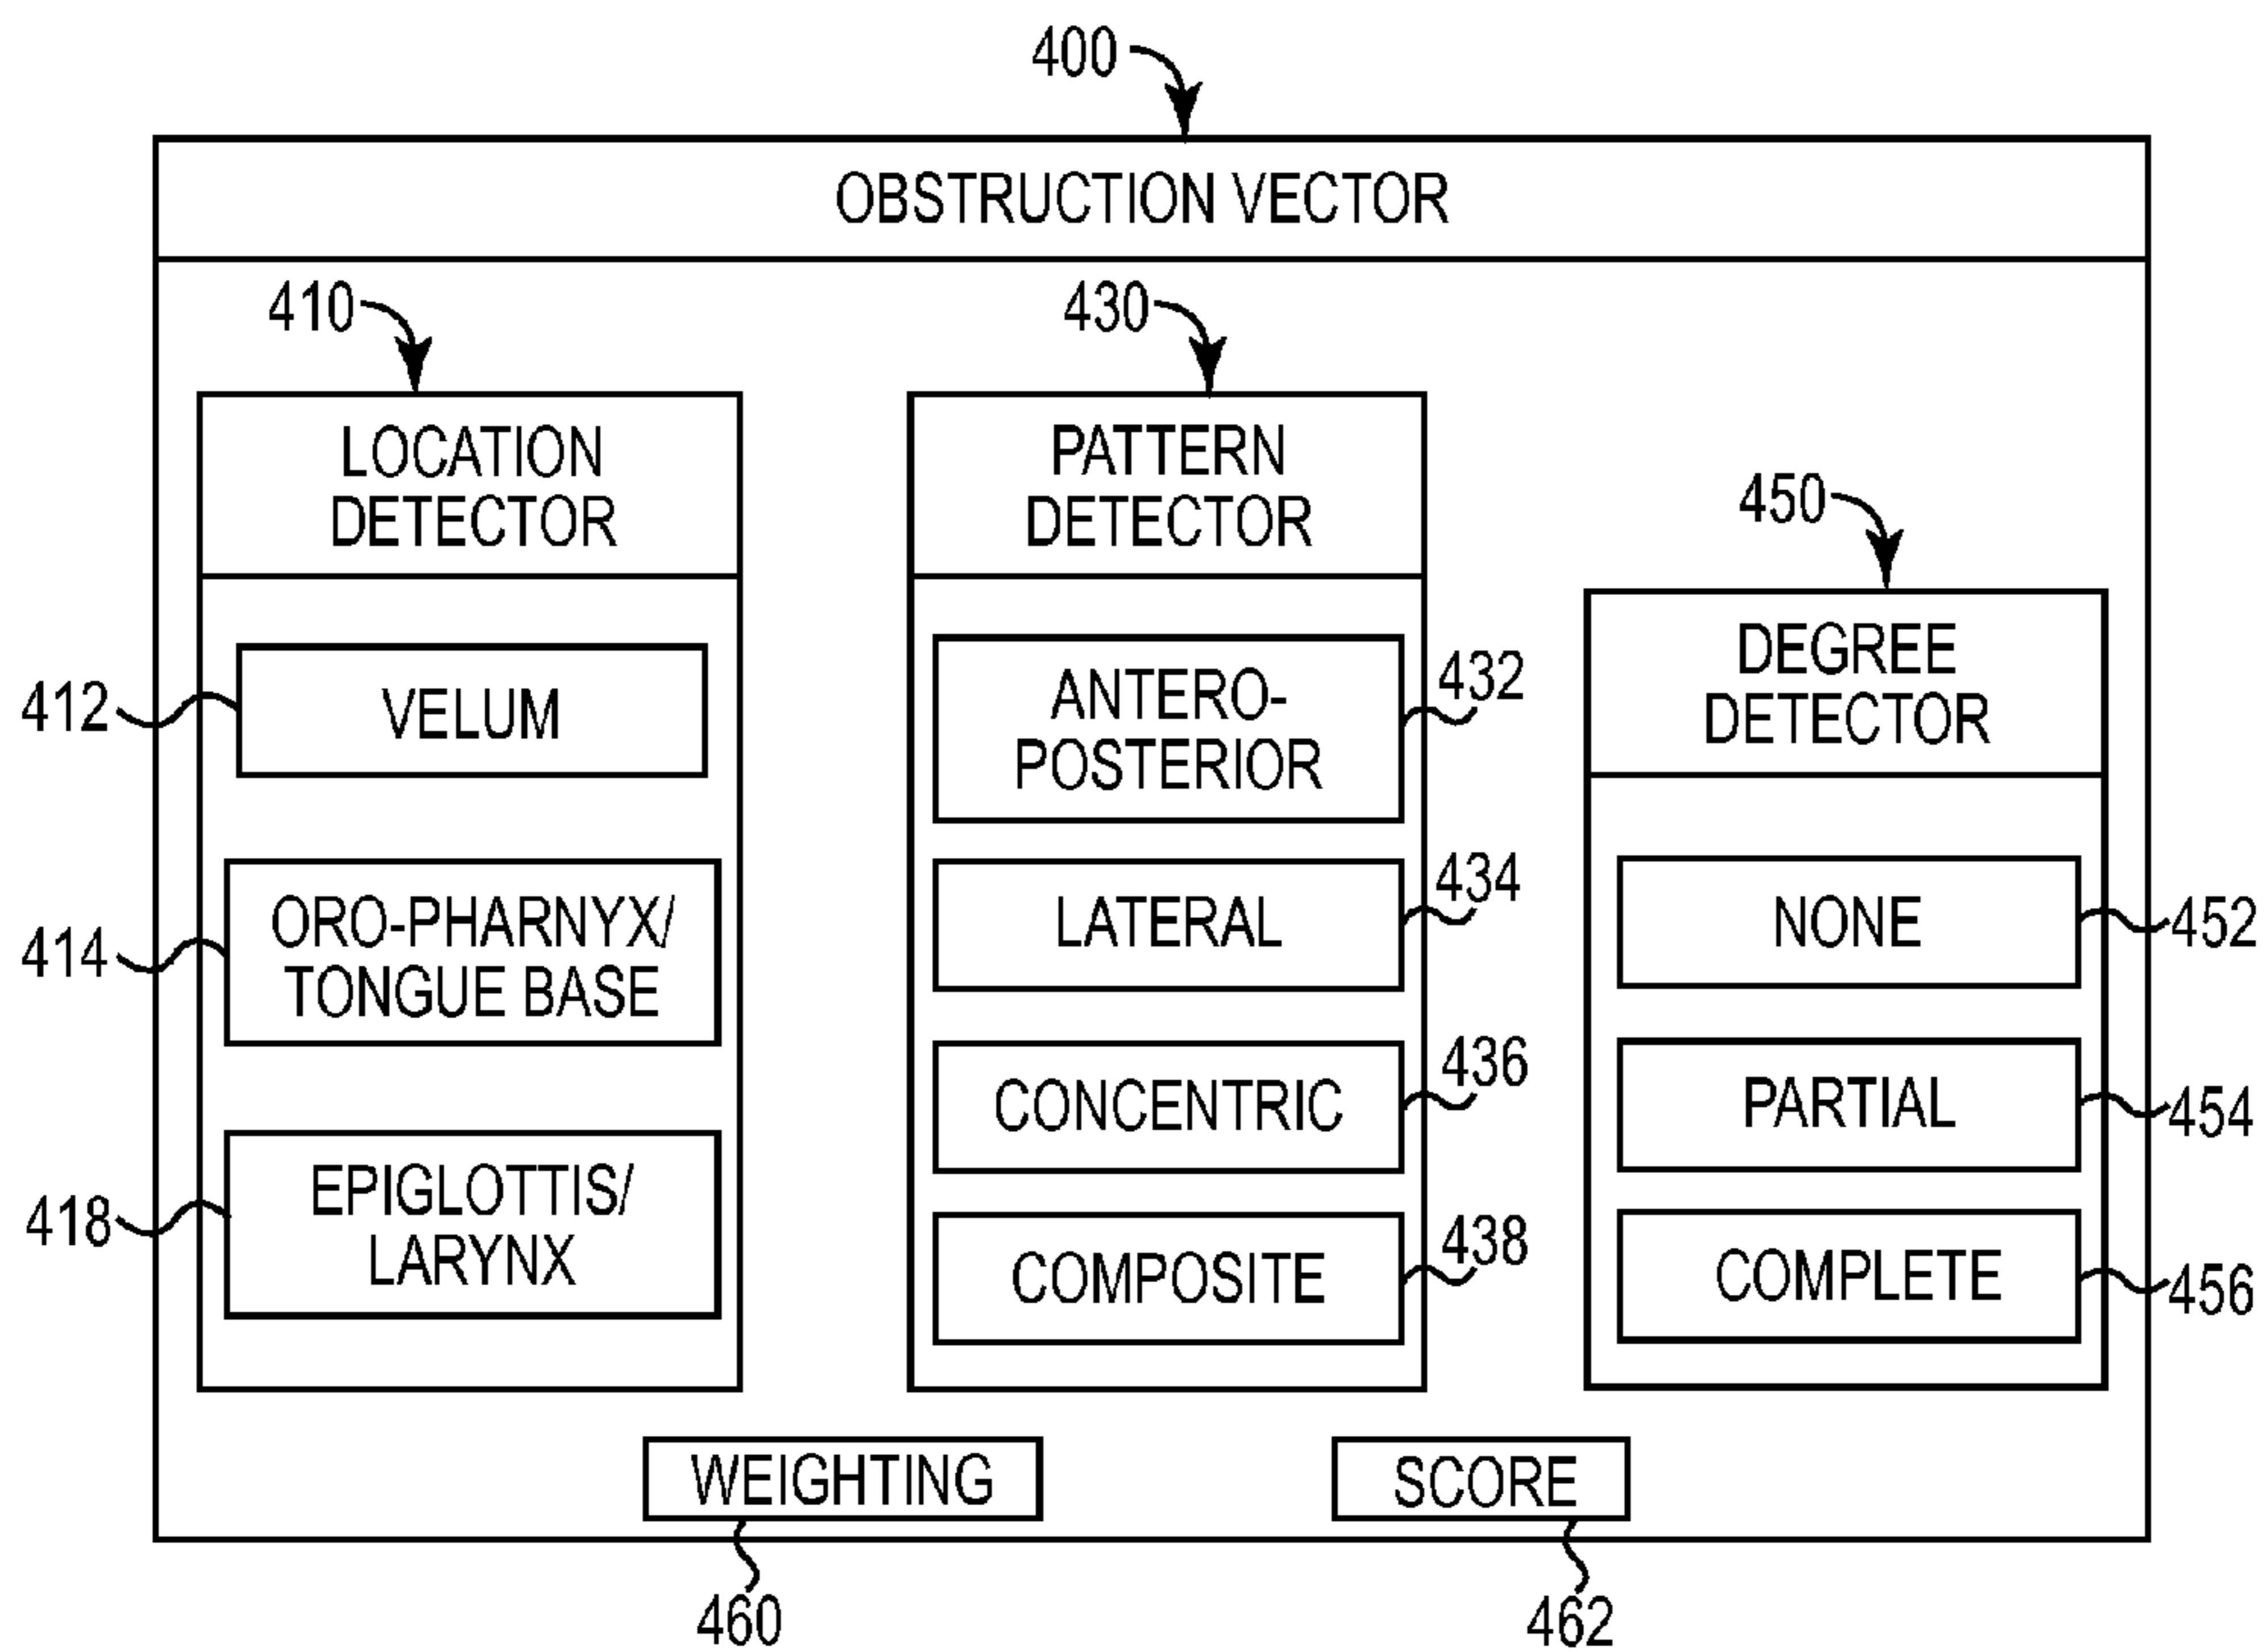 400
OBSTRUCTION VECTOR
410
LOCATION
DETECTOR
412
VELUM
414
ORO-PHARNYX/
TONGUE BASE
418
EPIGLOTTIS/
LARYNX
430
PATTERN
DETECTOR
ANTERO-
POSTERIOR
432
LATERAL
434
CONCENTRIC
436
COMPOSITE
438
450
DEGREE
DETECTOR
NONE
452
PARTIAL
454
COMPLETE
456
WEIGHTING
460
SCORE
462